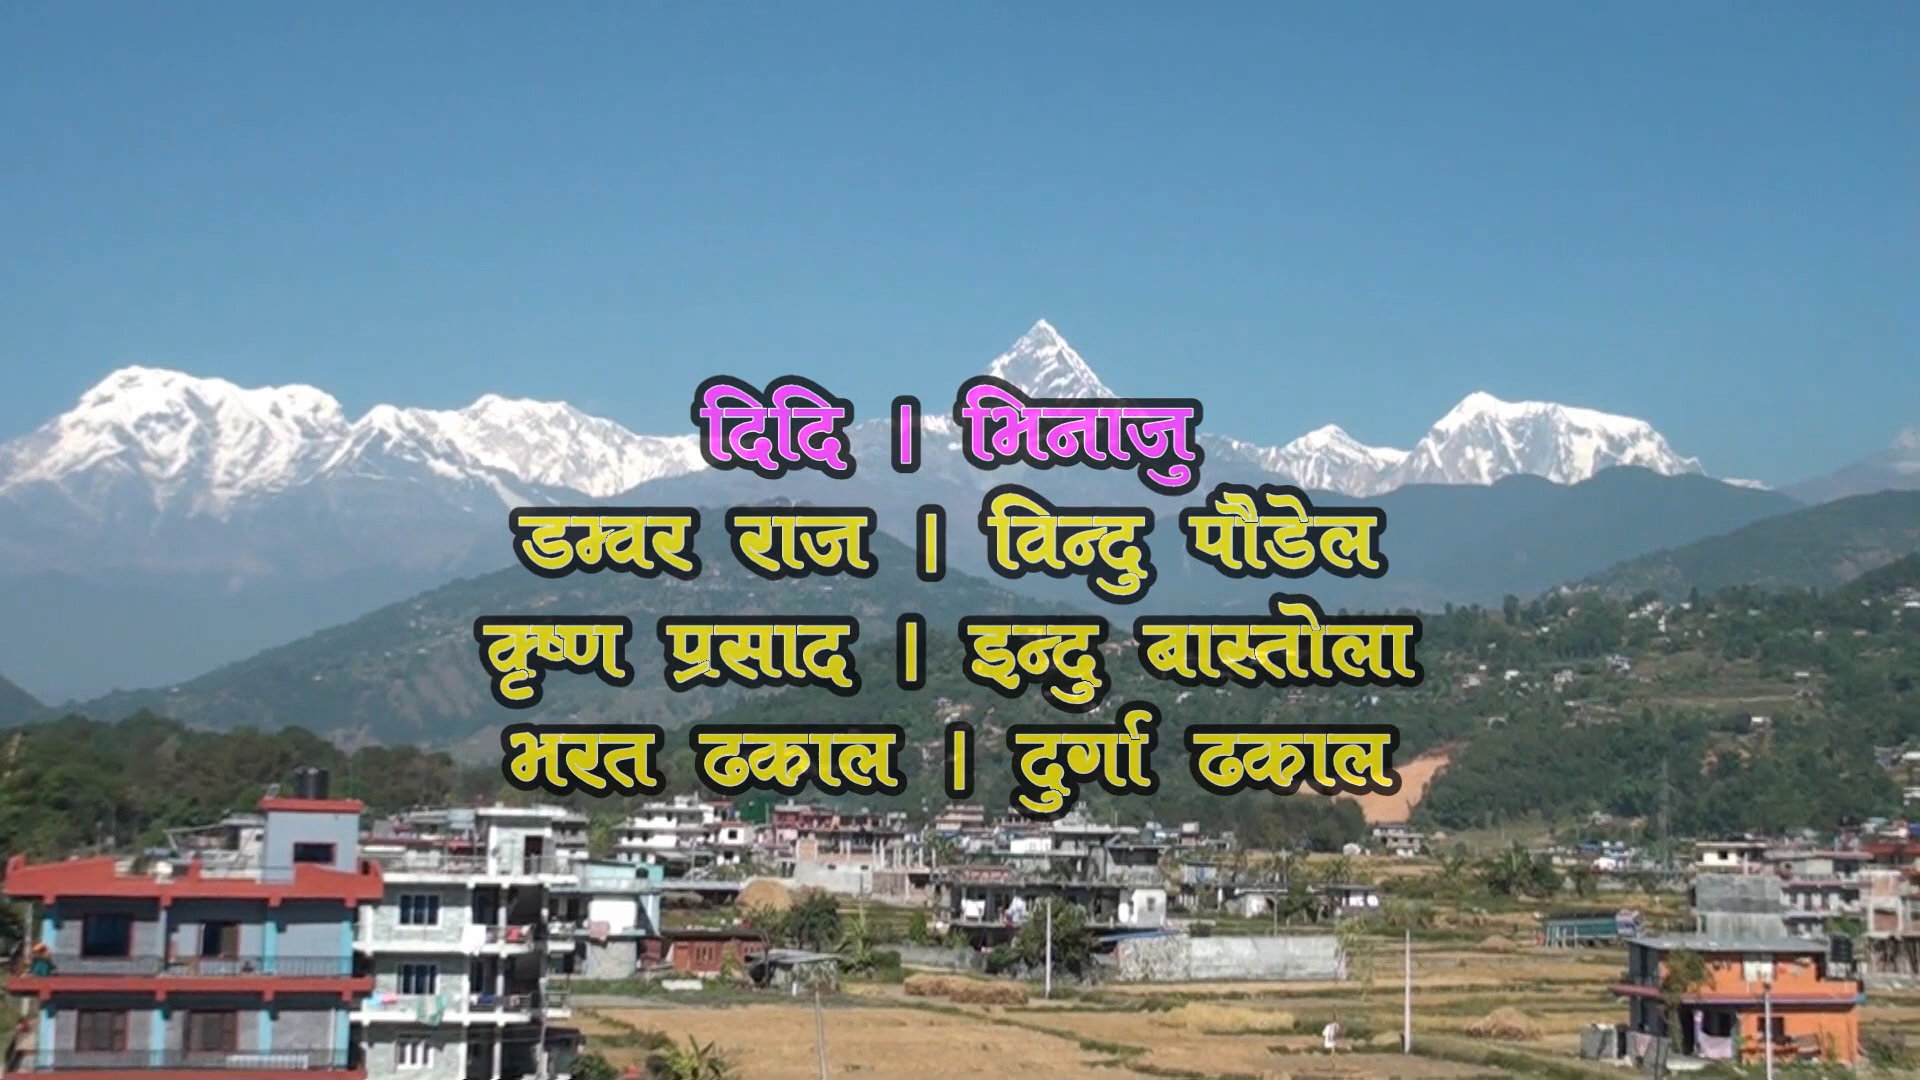 दिदि | भिनाजु
डम्वर राज | विन्दु पौडेल
कृष्ण प्रसाद | इन्दु बास्तोला
भरत ढकाल | दुर्गा ढकाल